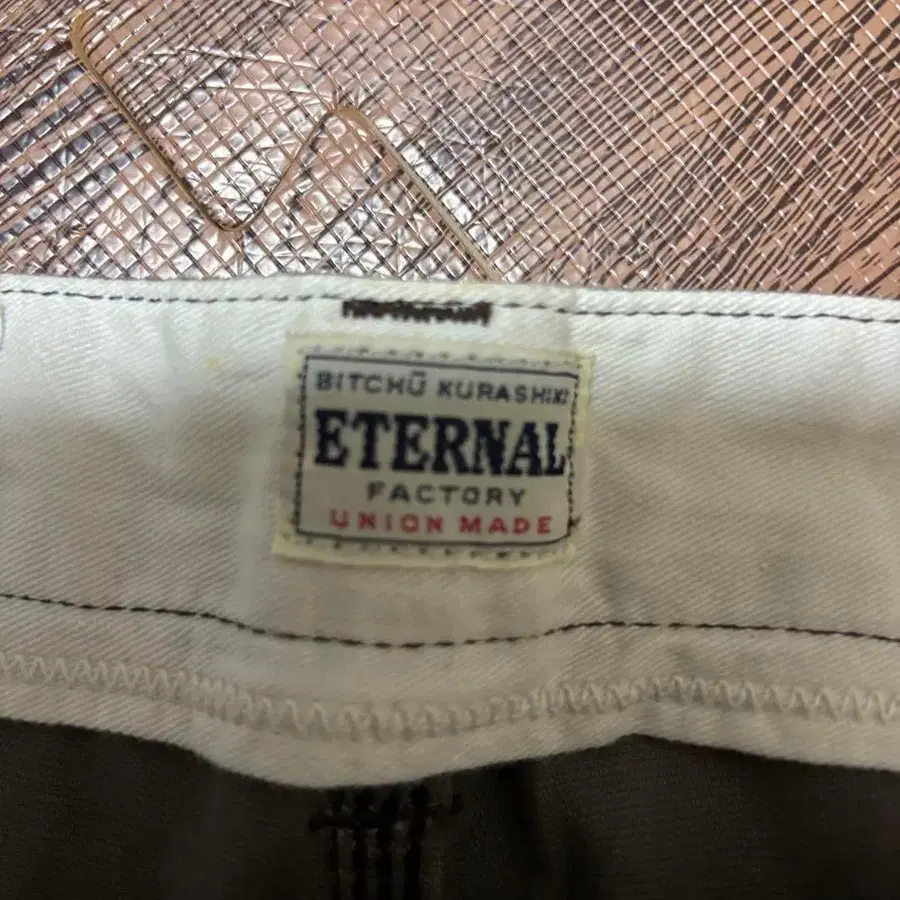 BITCHŪ KURASHIKI
ETERNAL
FACTORY
UNION MADE